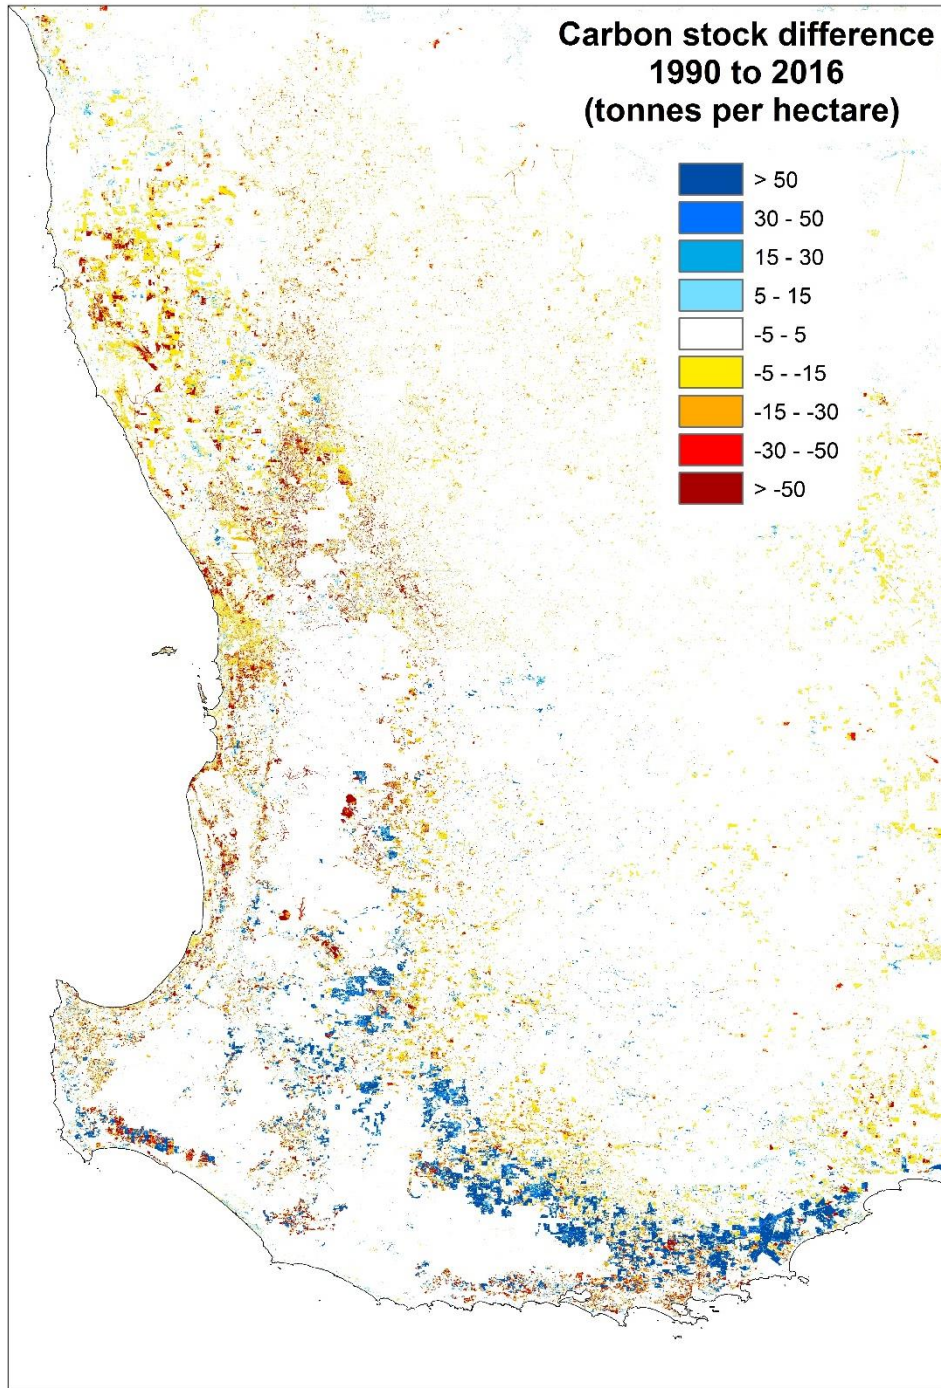 Carbon stock difference
1990 to 2016
(tonnes per hectare)
> 50
30 - 50
15 - 30
5 - 15
-5 - 5
-5 - -15
-15 - -30
-30 - -50
> -50